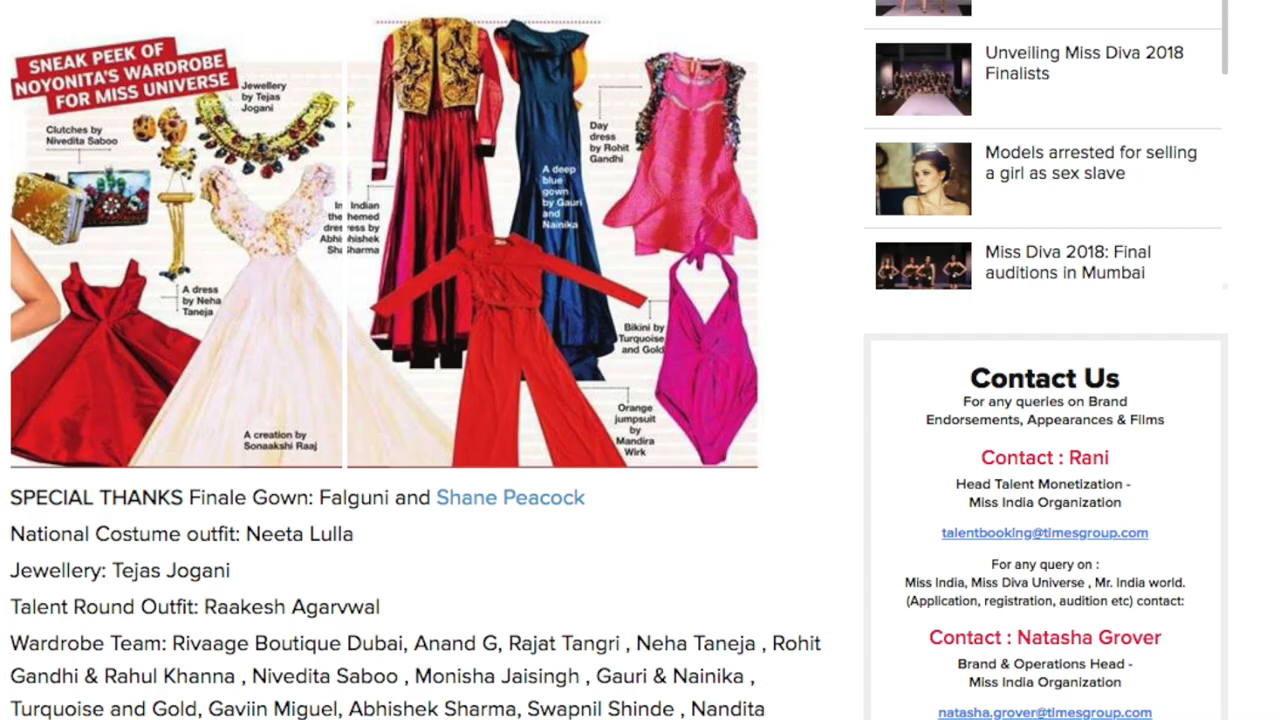 SNEAK PEEK OF
NOYONITA'S WARDROBE
FOR MISS UNIVERSE
Jewellery
by Tejas
Jogani
Clutches by
Nivedita Saboo
A dress
by Neha
Taneja
A creation by
Sonaakshi Raaj
In
the
dres
Abhi
Sha
Indian
hemed
ress by
hishek
harma
A deep
blue
gown
by Gauri
and
Nainika
Day
dress
by Rohit
Gandhi
Bikini by
Turquoise
and Gold
Orange
jumpsuit
by
Mandira
Wirk
SPECIAL THANKS Finale Gown: Falguni and Shane Peacock
National Costume outfit: Neeta Lulla
Jewellery: Tejas Jogani
Talent Round Outfit: Raakesh Agarvwal
Wardrobe Team: Rivaage Boutique Dubai, Anand G, Rajat Tangri , Neha Taneja , Rohit
Gandhi & Rahul Khanna , Nivedita Saboo , Monisha Jaisingh , Gauri & Nainika ,
Turquoise and Gold, Gaviin Miguel, Abhishek Sharma, Swapnil Shinde , Nandita
Unveiling Miss Diva 2018
Finalists
Models arrested for selling
a girl as sex slave
Miss Diva 2018: Final
auditions in Mumbai
Contact Us
For any queries on Brand
Endorsements, Appearances & Films
Contact : Rani
Head Talent Monetization -
Miss India Organization
talentbooking@timesgroup.com
For any query on :
Miss India, Miss Diva Universe , Mr. India world.
(Application, registration, audition etc) contact:
Contact : Natasha Grover
Brand & Operations Head -
Miss India Organization
natasha.grover@timesgroup.com